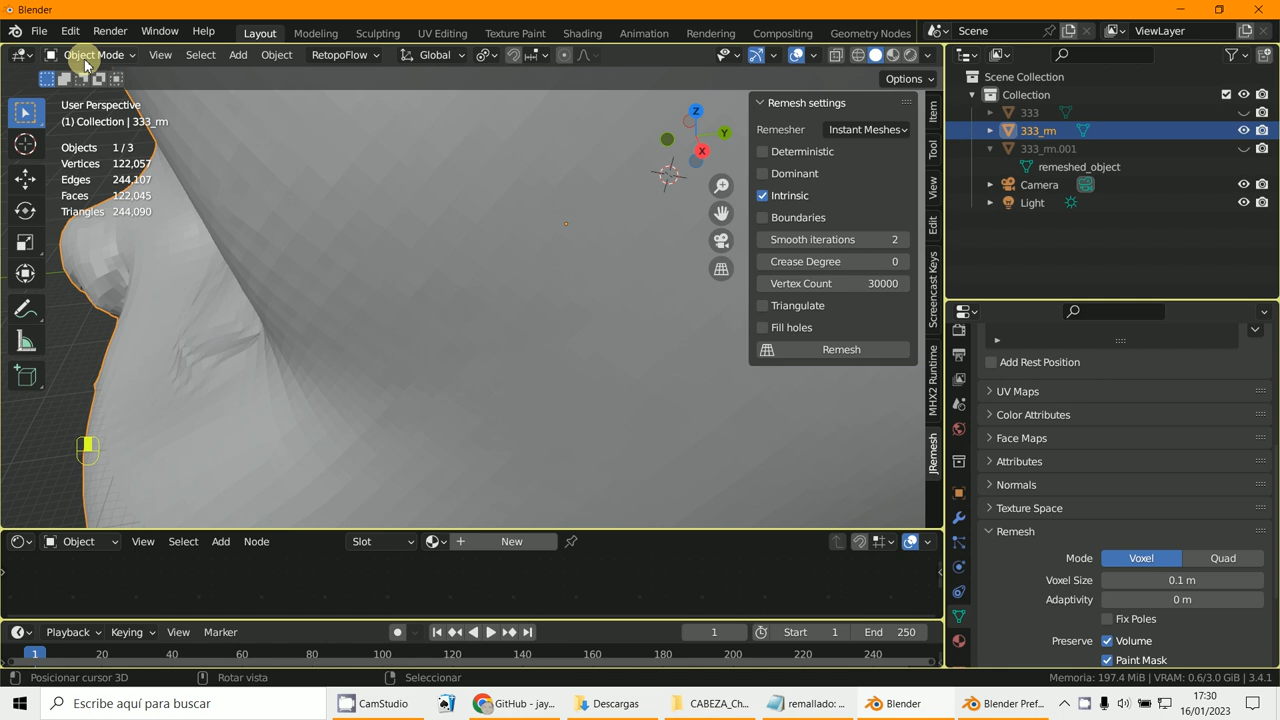 Blender
File Edit Render Window Help Layout Modeling Sculpting UV Editing Texture Paint Shading Animation Rendering Compositing Geometry Nodes Scene ViewLayer
Object Mode View Select Add Object RetopoFlow Global
Options
User Perspective
(1) Collection | 333_rm
Objects 1 / 3
Vertices 122,057
Edges 244,107
Faces 122,045
Triangles 244,090
Z
Y
X
Remesh settings
Remesher Instant Meshes
Deterministic
Dominant
Intrinsic
Boundaries
Smooth iterations 2
Crease Degree 0
Vertex Count 30000
Triangulate
Fill holes
Remesh
Item
Tool
View
Edit
Screencast Keys
MHX2 Runtime
JRemesh
Scene Collection
Collection
333
333_rm
333_rm.001
remeshed_object
Camera
Light
Add Rest Position
UV Maps
Color Attributes
Face Maps
Attributes
Normals
Texture Space
Remesh
Mode Voxel Quad
Voxel Size 0.1 m
Adaptivity 0 m
Fix Poles
Preserve Volume
Paint Mask
Object View Select Add Node Slot New
Playback Keying View Marker 1 Start 1 End 250
1 20 40 60 80 100 120 140 160 180 200 220 240
Posicionar cursor 3D Rotar vista Seleccionar Memoria: 197.4 MiB | VRAM: 0.6/3.0 GiB | 3.4.1
Escribe aquí para buscar CamStudio GitHub - jay... Descargas CABEZA_Ch... remallado: ... Blender Blender Pref...
17:30
16/01/2023